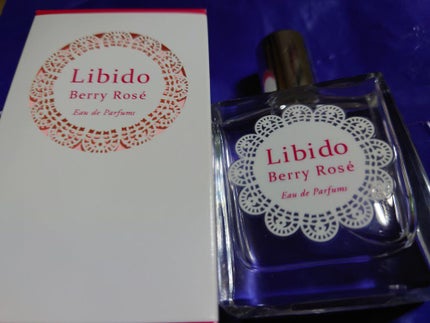 Libido
Berry Rosé
Eau de Parfums
Libido
Berry Rosé
Eau de Parfums